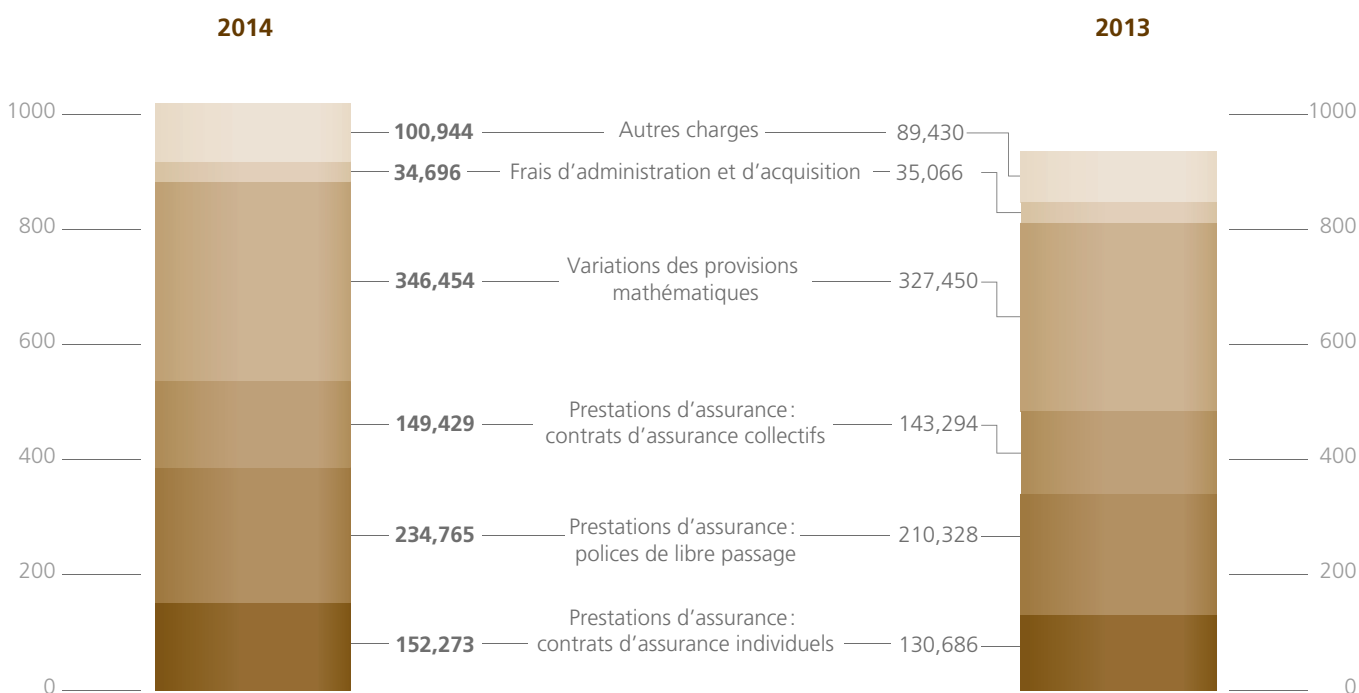 2014 2013
1000 1000
100,944 Autres charges 89,430
34,696 Frais d’administration et d’acquisition 35,066
800 800
346,454 Variations des provisions
mathématiques 327,450
600 600
149,429 Prestations d’assurance :
contrats d’assurance collectifs 143,294
400 400
234,765 Prestations d’assurance :
polices de libre passage 210,328
200 200
152,273 Prestations d’assurance :
contrats d’assurance individuels 130,686
0 0